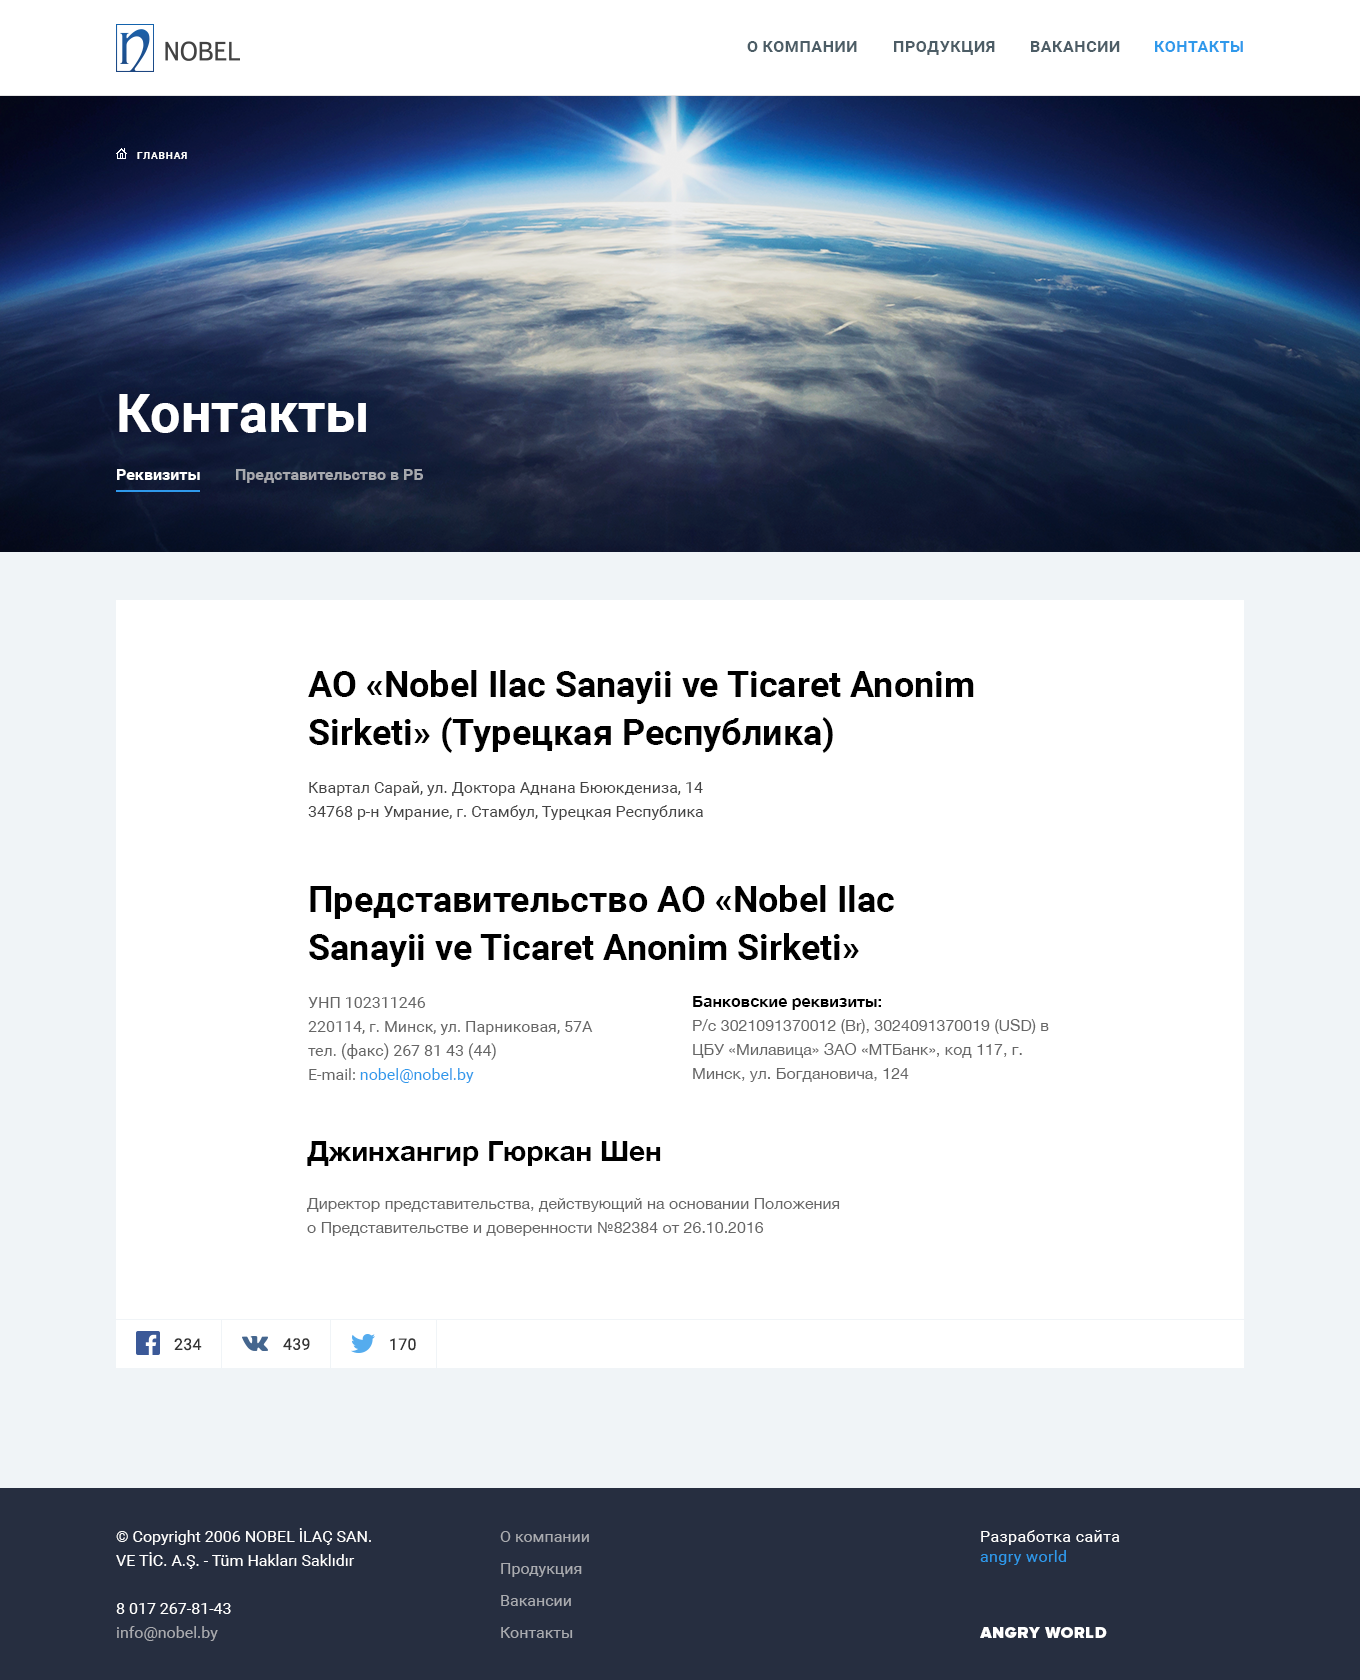 NOBEL
О КОМПАНИИ ПРОДУКЦИЯ ВАКАНСИИ КОНТАКТЫ
ГЛАВНАЯ
Контакты
Реквизиты Представительство в РБ
АО «Nobel Ilac Sanayii ve Ticaret Anonim
Sirketi» (Турецкая Республика)
Квартал Сарай, ул. Доктора Аднана Бююкдениза, 14
34768 р-н Умрание, г. Стамбул, Турецкая Республика
Представительство АО «Nobel Ilac
Sanayii ve Ticaret Anonim Sirketi»
УНП 102311246
220114, г. Минск, ул. Парниковая, 57А
тел. (факс) 267 81 43 (44)
E-mail: nobel@nobel.by
Банковские реквизиты:
Р/с 3021091370012 (Br), 3024091370019 (USD) в
ЦБУ «Милавица» ЗАО «МТБанк», код 117, г.
Минск, ул. Богдановича, 124
Джинхангир Гюркан Шен
Директор представительства, действующий на основании Положения
о Представительстве и доверенности №82384 от 26.10.2016
234 439 170
© Copyright 2006 NOBEL İLAÇ SAN.
VE TİC. A.Ş. - Tüm Hakları Saklıdır
8 017 267-81-43
info@nobel.by
О компании
Продукция
Вакансии
Контакты
Разработка сайта
angry world
ANGRY WORLD